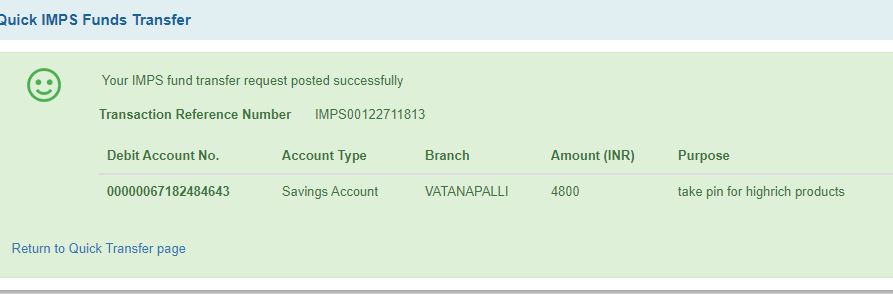 Quick IMPS Funds Transfer
Your IMPS fund transfer request posted successfully
Transaction Reference Number IMPS00122711813
Debit Account No. Account Type Branch Amount (INR) Purpose
00000067182484643 Savings Account VATANAPALLI 4800 take pin for highrich products
Return to Quick Transfer page